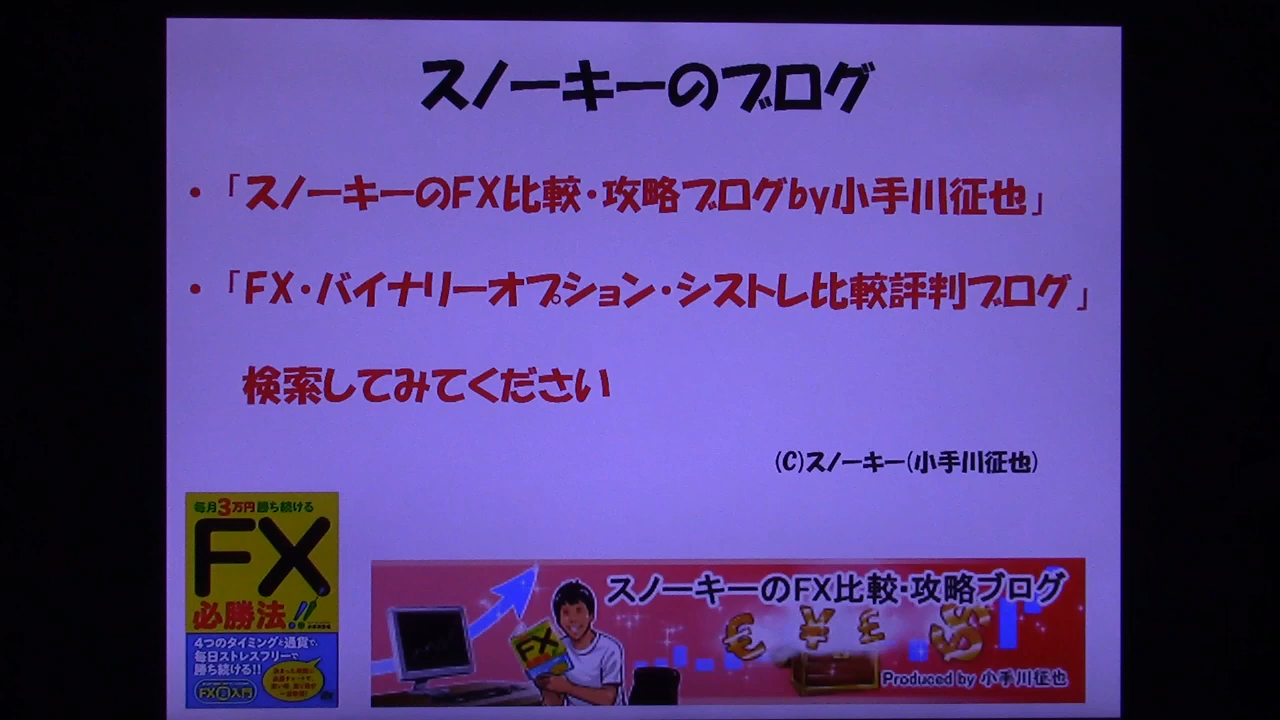 スノーキーのブログ
・「スノーキーのFX比較・攻略ブログby小手川征也」
・「FX・バイナリーオプション・シストレ比較評判ブログ」
検索してみてください
(C)スノーキー(小手川征也)
毎月3万円勝ち続ける
FX
必勝法!!
4つのタイミングと通貨で、
毎日ストレスフリーで
勝ち続ける!!
スノーキーのFX比較・攻略ブログ
FX
Produced by 小手川征也